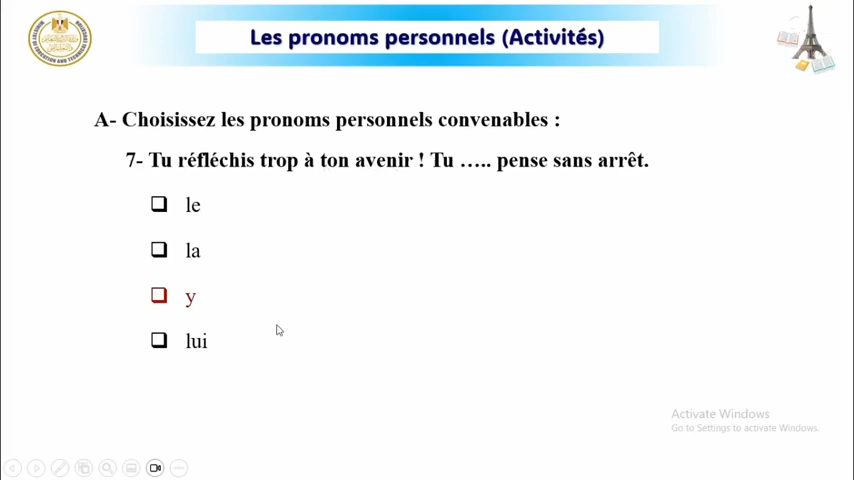 Les pronoms personnels (Activités)
A- Choisissez les pronoms personnels convenables :
7- Tu réfléchis trop à ton avenir ! Tu ….. pense sans arrêt.
le
la
y
lui
Activate Windows
Go to Settings to activate Windows.